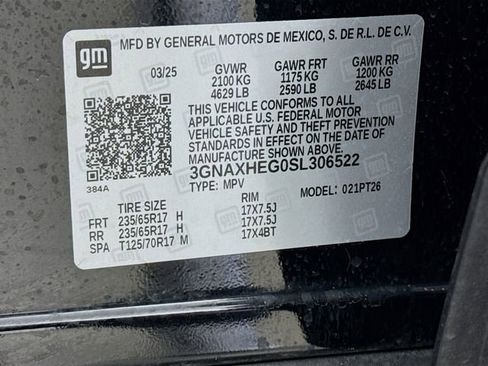 gm
MFD BY GENERAL MOTORS DE MEXICO, S. DE R.L. DE C.V.
03/25 GVWR GAWR FRT GAWR RR
2100 KG 1175 KG 1200 KG
4629 LB 2590 LB 2645 LB
THIS VEHICLE CONFORMS TO ALL
APPLICABLE U.S. FEDERAL MOTOR
VEHICLE SAFETY AND THEFT PREVENTION
STANDARDS IN EFFECT ON THE DATE OF
MANUFACTURE SHOWN ABOVE.
384A 3GNAXHEG0SL306522
TYPE: MPV MODEL: 021PT26
TIRE SIZE RIM
FRT 235/65R17 H 17X7.5J
RR 235/65R17 H 17X7.5J
SPA T125/70R17 M 17X4BT